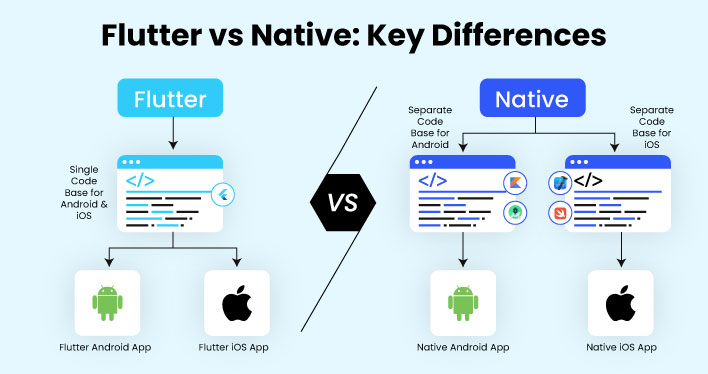 Flutter vs Native: Key Differences
Flutter
Single
Code
Base for
Android &
iOS
</>
Flutter Android App
Flutter iOS App
VS
Native
Separate
Code
Base for
Android
Separate
Code
Base for
iOS
</>
</>
Native Android App
Native iOS App